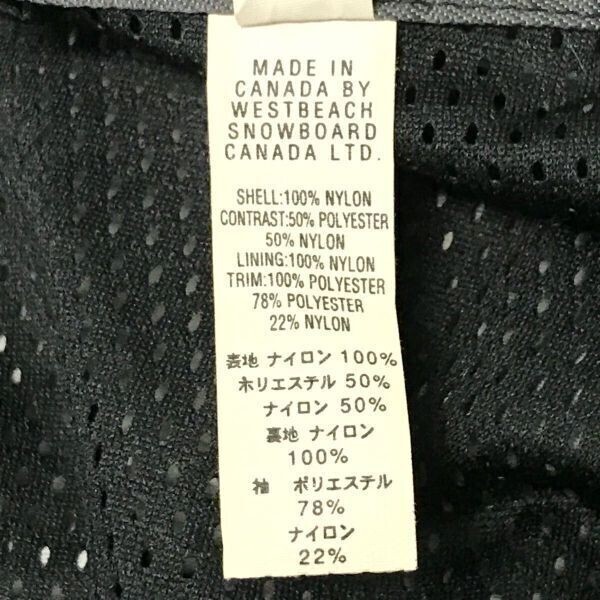 MADE IN
CANADA BY
WESTBEACH
SNOWBOARD
CANADA LTD.
SHELL:100% NYLON
CONTRAST:50% POLYESTER
50% NYLON
LINING:100% NYLON
TRIM:100% POLYESTER
78% POLYESTER
22% NYLON
表地 ナイロン 100%
ポリエステル 50%
ナイロン 50%
裏地 ナイロン
100%
袖 ポリエステル
78%
ナイロン
22%